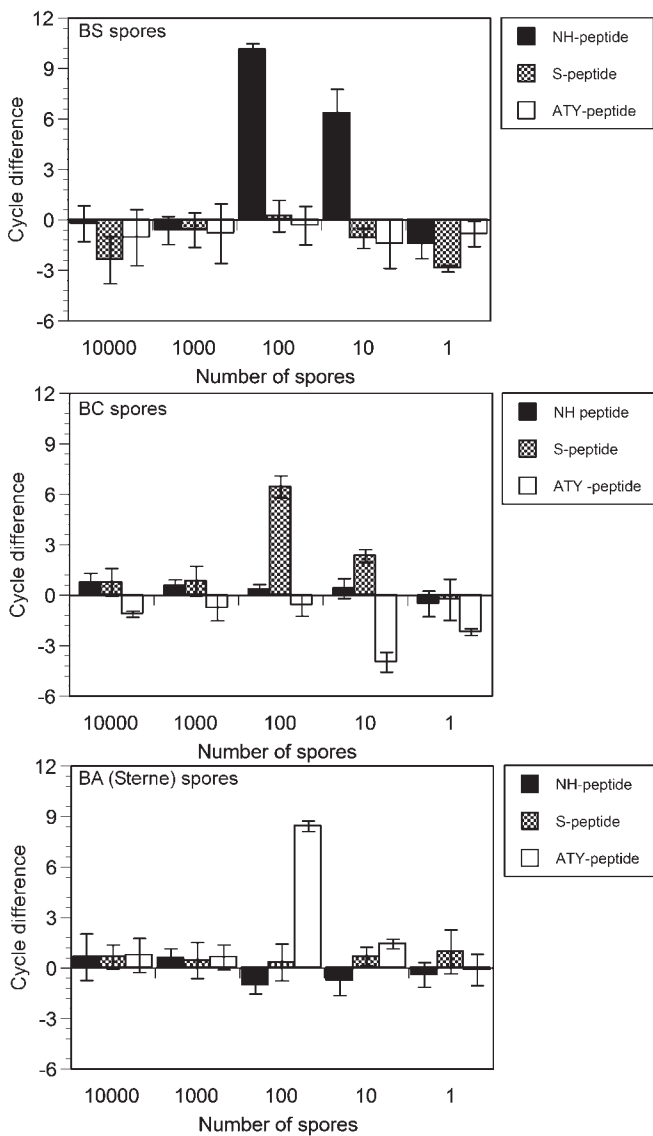 BS spores
12
9
6
3
0
-3
-6
Cycle difference
10000 1000 100 10 1
Number of spores
NH-peptide
S-peptide
ATY-peptide
BC spores
12
9
6
3
0
-3
-6
Cycle difference
10000 1000 100 10 1
Number of spores
NH peptide
S-peptide
ATY -peptide
BA (Sterne) spores
12
9
6
3
0
-3
-6
Cycle difference
10000 1000 100 10 1
Number of spores
NH-peptide
S-peptide
ATY-peptide